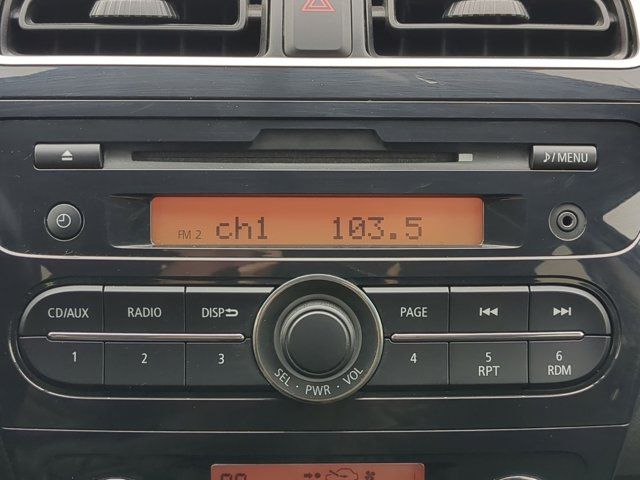 ♪/MENU
FM 2 ch1 103.5
CD/AUX RADIO DISP PAGE
1 2 3 4 5 RPT 6 RDM
SEL · PWR · VOL